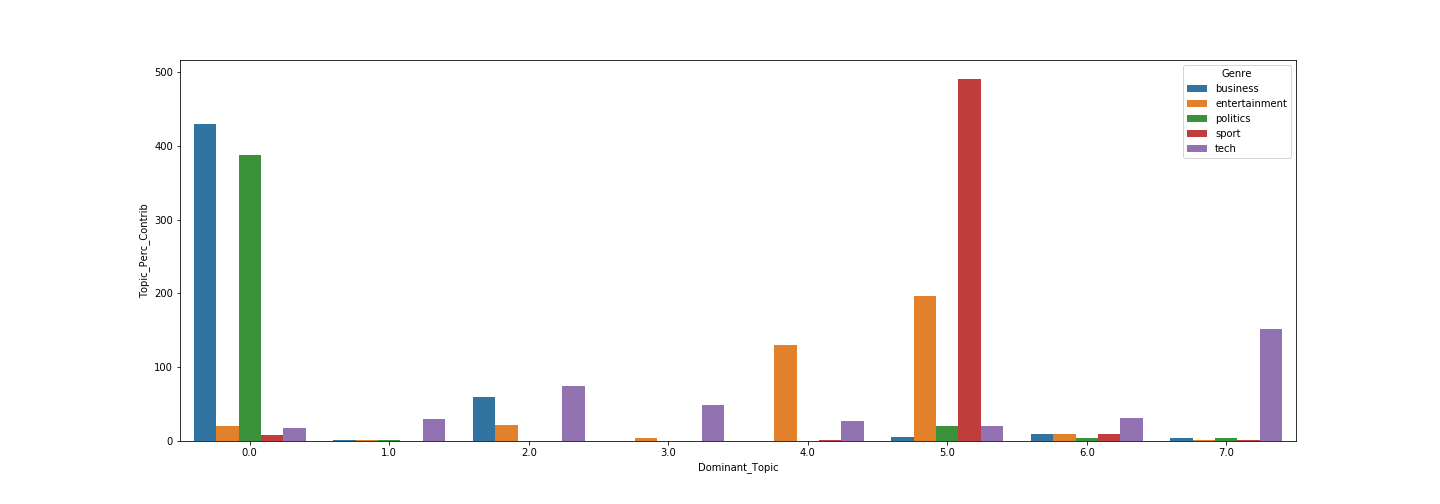 500
400
300
200
100
0
Topic_Perc_Contrib
Genre
business
entertainment
politics
sport
tech
0.0 1.0 2.0 3.0 4.0 5.0 6.0 7.0
Dominant_Topic